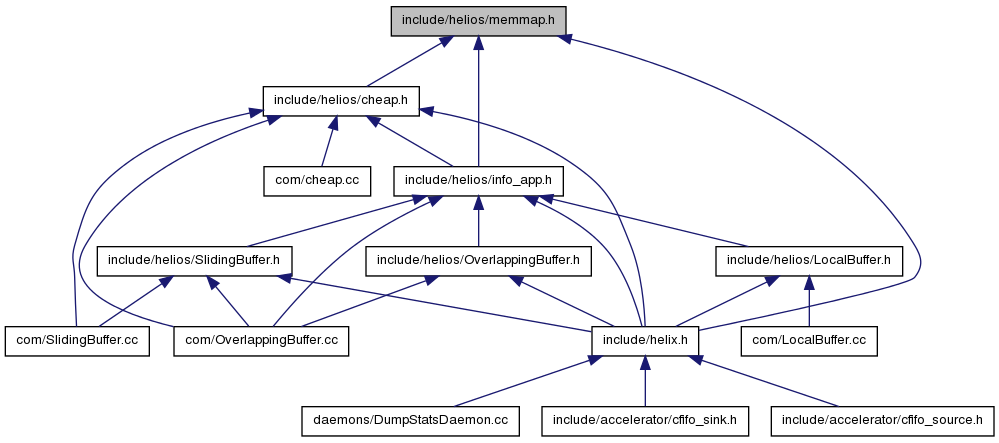 include/helios/memmap.h
include/helios/cheap.h
com/cheap.cc
include/helios/info_app.h
include/helios/SlidingBuffer.h
include/helios/OverlappingBuffer.h
include/helios/LocalBuffer.h
com/SlidingBuffer.cc
com/OverlappingBuffer.cc
include/helix.h
com/LocalBuffer.cc
daemons/DumpStatsDaemon.cc
include/accelerator/cfifo_sink.h
include/accelerator/cfifo_source.h